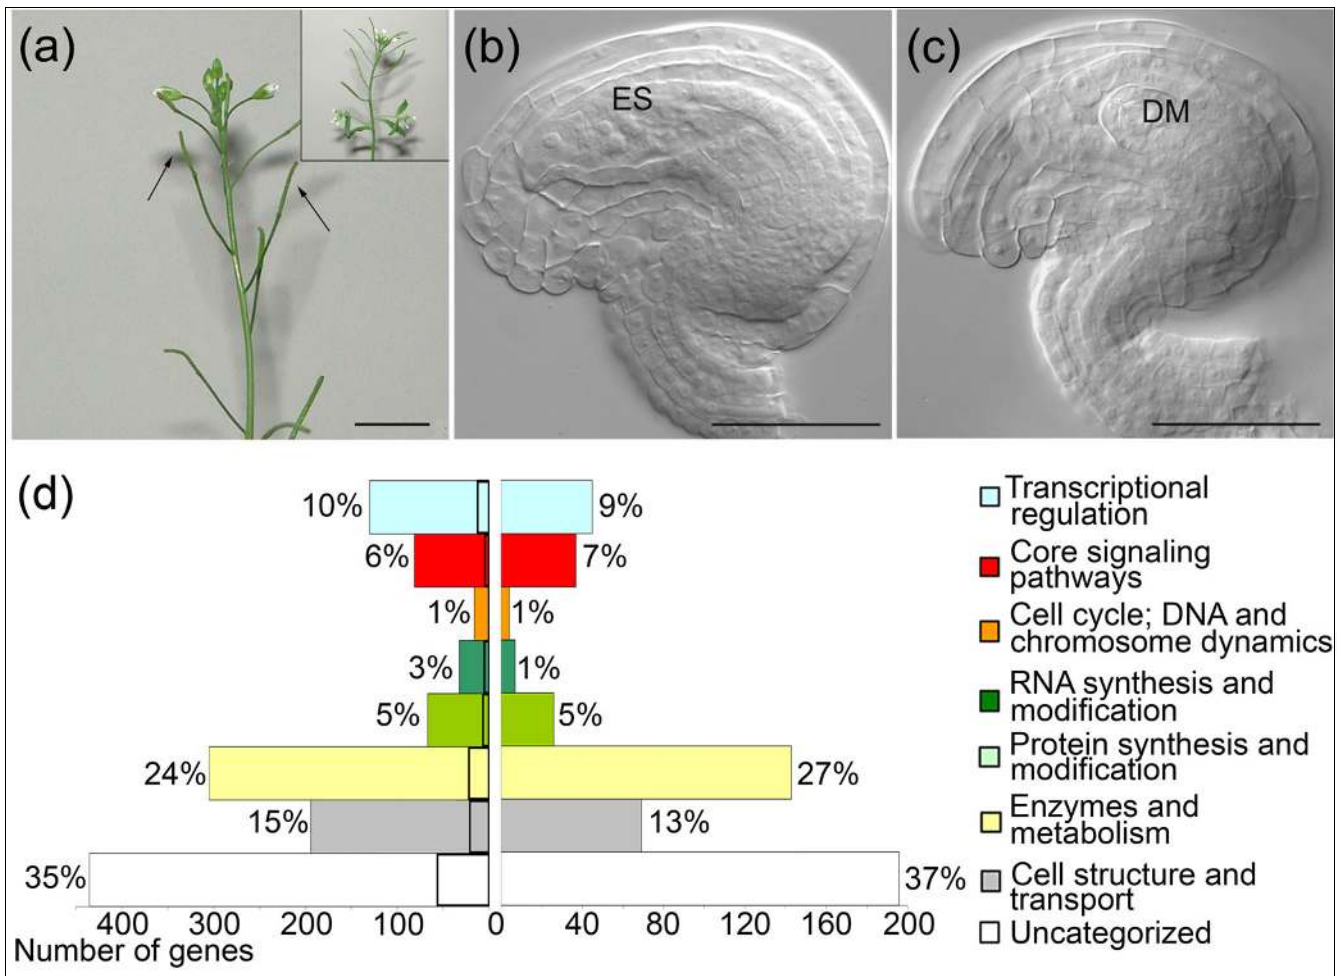 (a)
(b)
ES
(c)
DM
(d)
10%
9%
6%
7%
1%
1%
3%
1%
5%
5%
24%
27%
15%
13%
35%
37%
400 300 200 100 0 40 80 120 160 200
Number of genes
Transcriptional
regulation
Core signaling
pathways
Cell cycle; DNA and
chromosome dynamics
RNA synthesis and
modification
Protein synthesis and
modification
Enzymes and
metabolism
Cell structure and
transport
Uncategorized